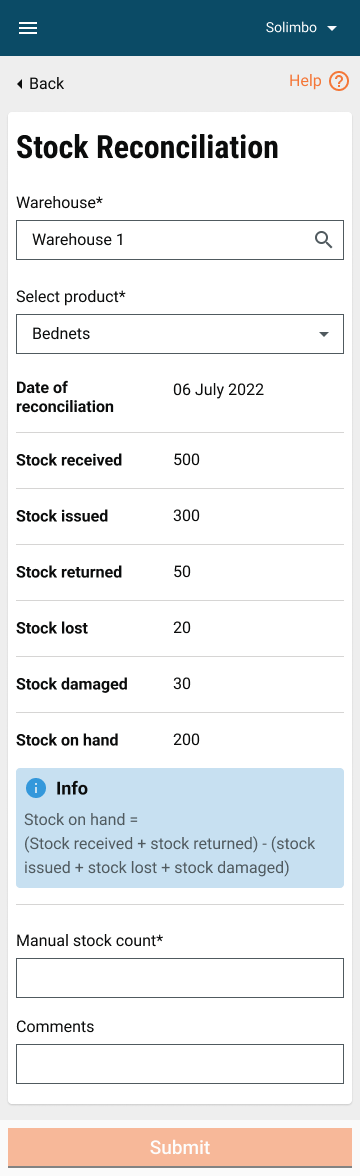 Solimbo
Back
Help
Stock Reconciliation
Warehouse*
Warehouse 1
Select product*
Bednets
Date of
reconciliation
06 July 2022
Stock received 500
Stock issued 300
Stock returned 50
Stock lost 20
Stock damaged 30
Stock on hand 200
Info
Stock on hand =
(Stock received + stock returned) - (stock
issued + stock lost + stock damaged)
Manual stock count*
Comments
Submit